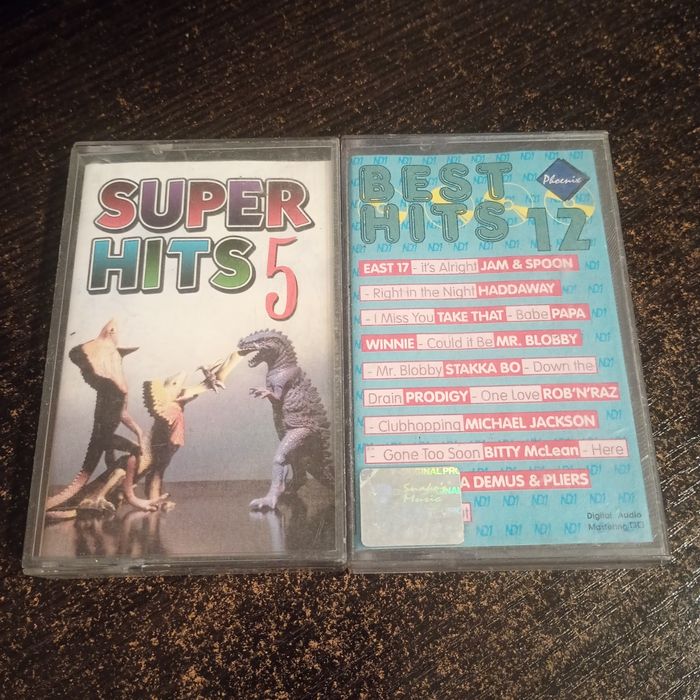 SUPER
HITS 5
BEST
HITS 12
Phoenix
EAST 17 - it's Alright JAM & SPOON
- Right in the Night HADDAWAY
- I Miss You TAKE THAT - Babe PAPA
WINNIE - Could it Be MR. BLOBBY
- Mr. Blobby STAKKA BO - Down the
Drain PRODIGY - One Love ROB'N'RAZ
- Clubhopping MICHAEL JACKSON
- Gone Too Soon BITTY McLean - Here
A DEMUS & PLIERS
Music
Digital Audio
Mastering